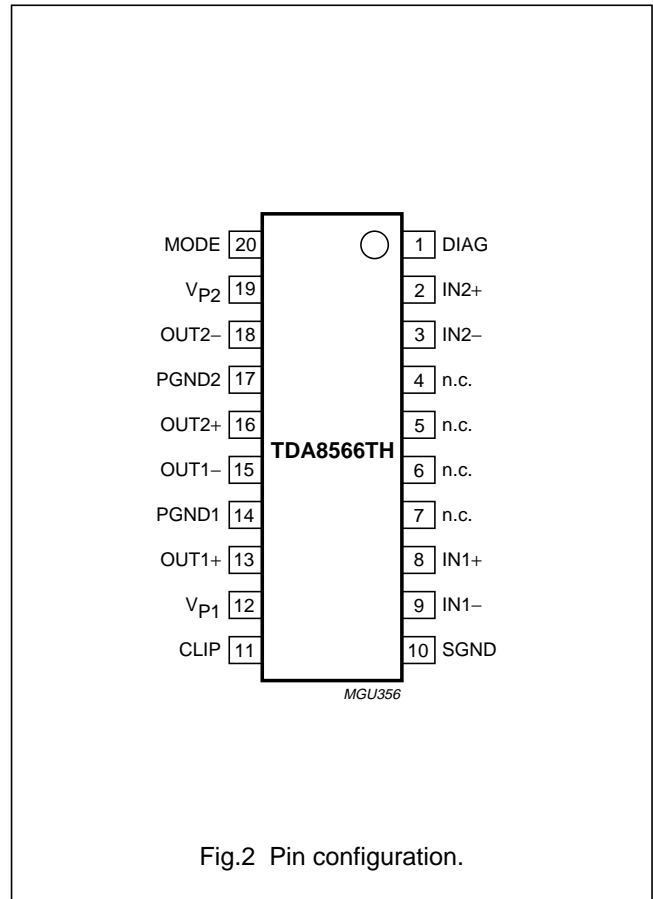 MODE 20 1 DIAG
VP2 19 2 IN2+
OUT2− 18 3 IN2−
PGND2 17 4 n.c.
OUT2+ 16 5 n.c.
TDA8566TH
OUT1− 15 6 n.c.
PGND1 14 7 n.c.
OUT1+ 13 8 IN1+
VP1 12 9 IN1−
CLIP 11 10 SGND
MGU356
Fig.2 Pin configuration.